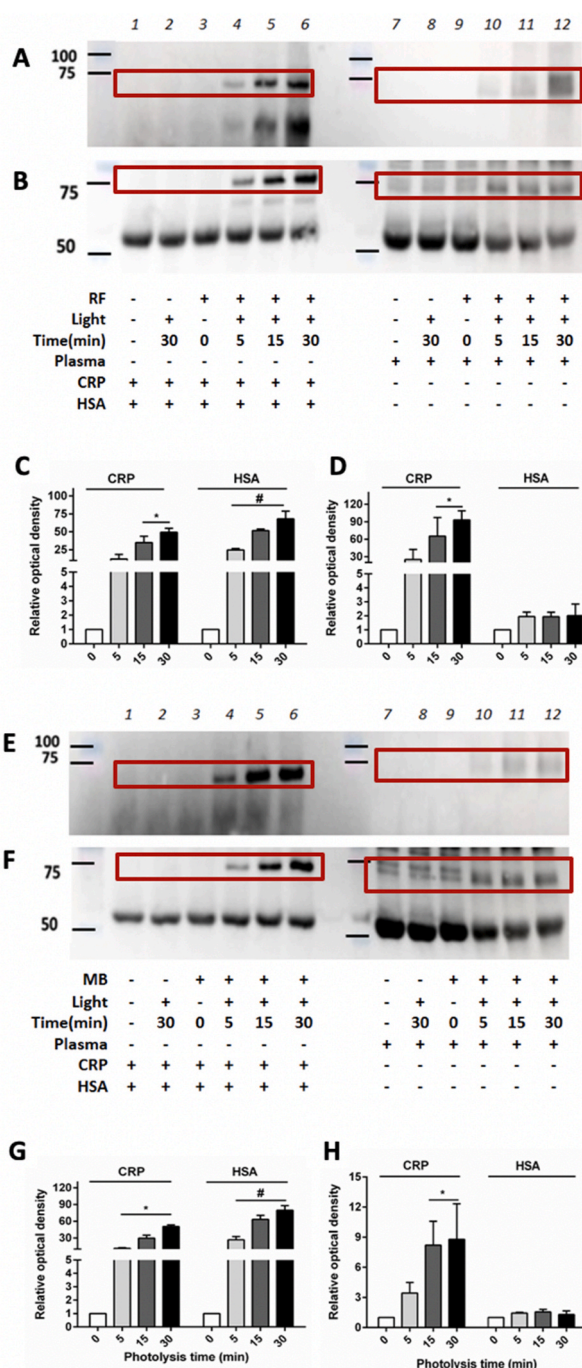 1 2 3 4 5 6 7 8 9 10 11 12
A
100
75
B
75
50
RF - - + + + + - - + + + +
Light - + - + + + - + - + + +
Time(min) - 30 0 5 15 30 - 30 0 5 15 30
Plasma - - - - - - + + + + + +
CRP + + + + + + - - - - - -
HSA + + + + + + - - - - - -
C
CRP HSA
Relative optical density
100
75
50
25
5
4
3
2
1
0
* #
0 5 15 30 0 5 15 30
D
CRP HSA
Relative optical density
120
90
60
30
5
4
3
2
1
0
*
0 5 15 30 0 5 15 30
1 2 3 4 5 6 7 8 9 10 11 12
E
100
75
F
75
50
MB - - + + + + - - + + + +
Light - + - + + + - + - + + +
Time(min) - 30 0 5 15 30 - 30 0 5 15 30
Plasma - - - - - - + + + + + +
CRP + + + + + + - - - - - -
HSA + + + + + + - - - - - -
G
CRP HSA
Relative optical density
120
90
60
30
5
4
3
2
1
0
* #
0 5 15 30 0 5 15 30
Photolysis time (min)
H
CRP HSA
Relative optical density
15
12
9
6
3
0
*
0 5 15 30 0 5 15 30
Photolysis time (min)